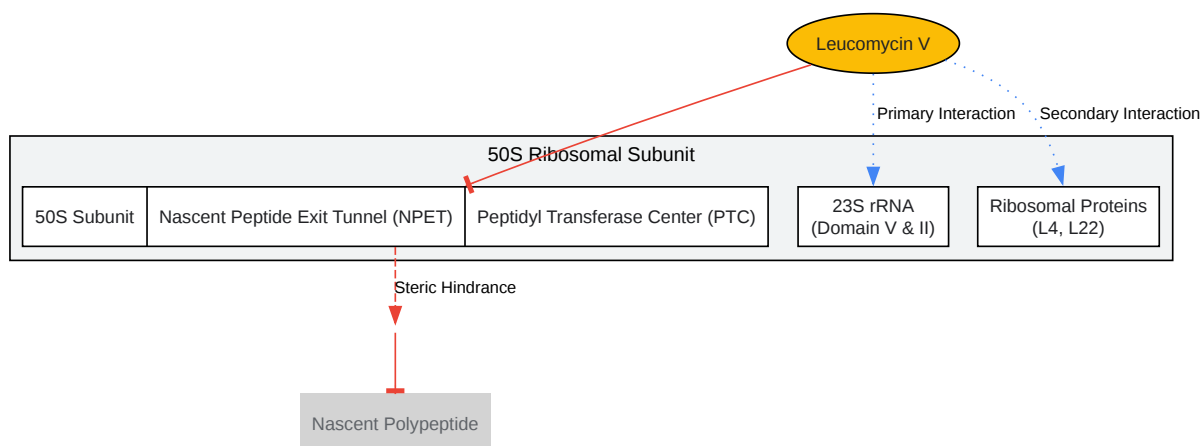 Leucomycin V
Primary Interaction
Secondary Interaction
50S Ribosomal Subunit
50S Subunit
Nascent Peptide Exit Tunnel (NPET)
Peptidyl Transferase Center (PTC)
23S rRNA
(Domain V & II)
Ribosomal Proteins
(L4, L22)
Steric Hindrance
Nascent Polypeptide